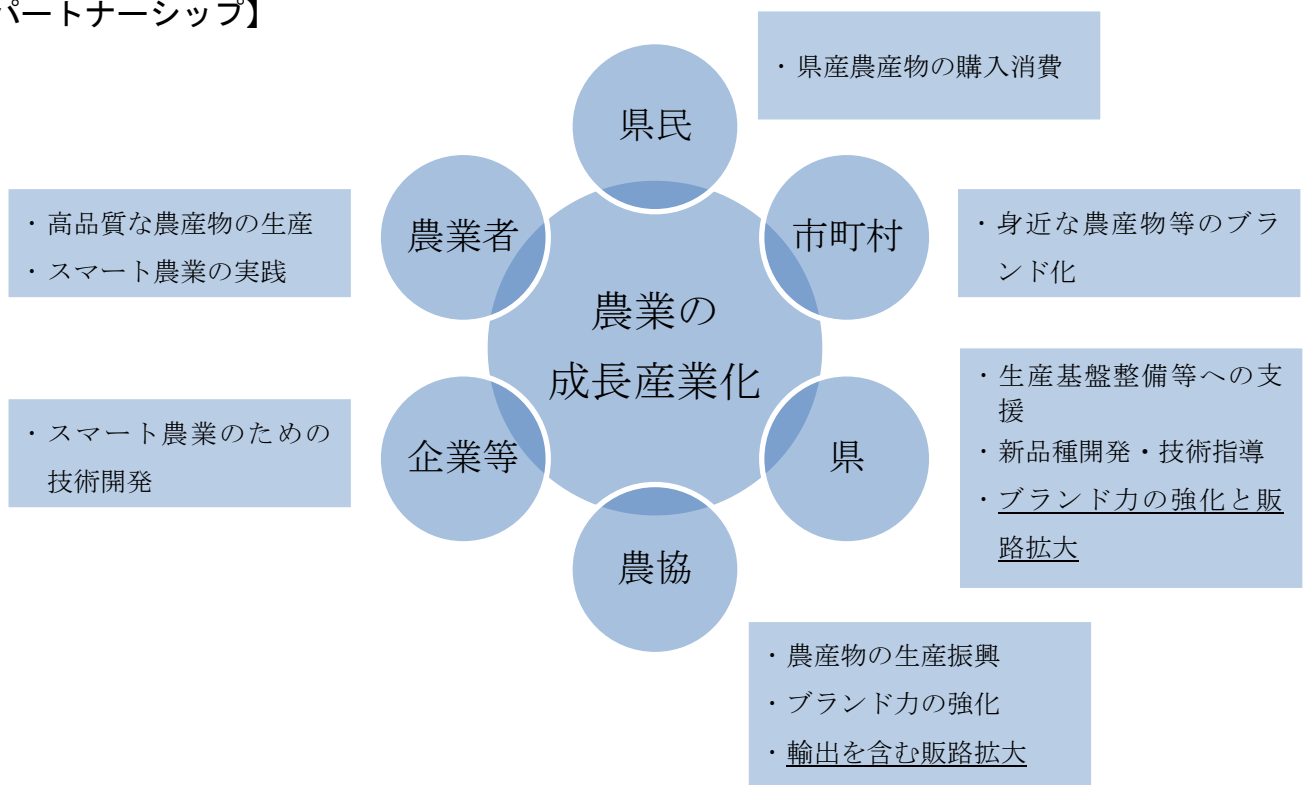 パートナーシップ】
・県産農産物の購入消費
県民
農業者
市町村
・高品質な農産物の生産
・スマート農業の実践
・身近な農産物等のブラ
ンド化
農業の
成長産業化
・スマート農業のための
技術開発
企業等
県
・生産基盤整備等への支
援
・新品種開発・技術指導
・ブランド力の強化と販
路拡大
農協
・農産物の生産振興
・ブランド力の強化
・輸出を含む販路拡大